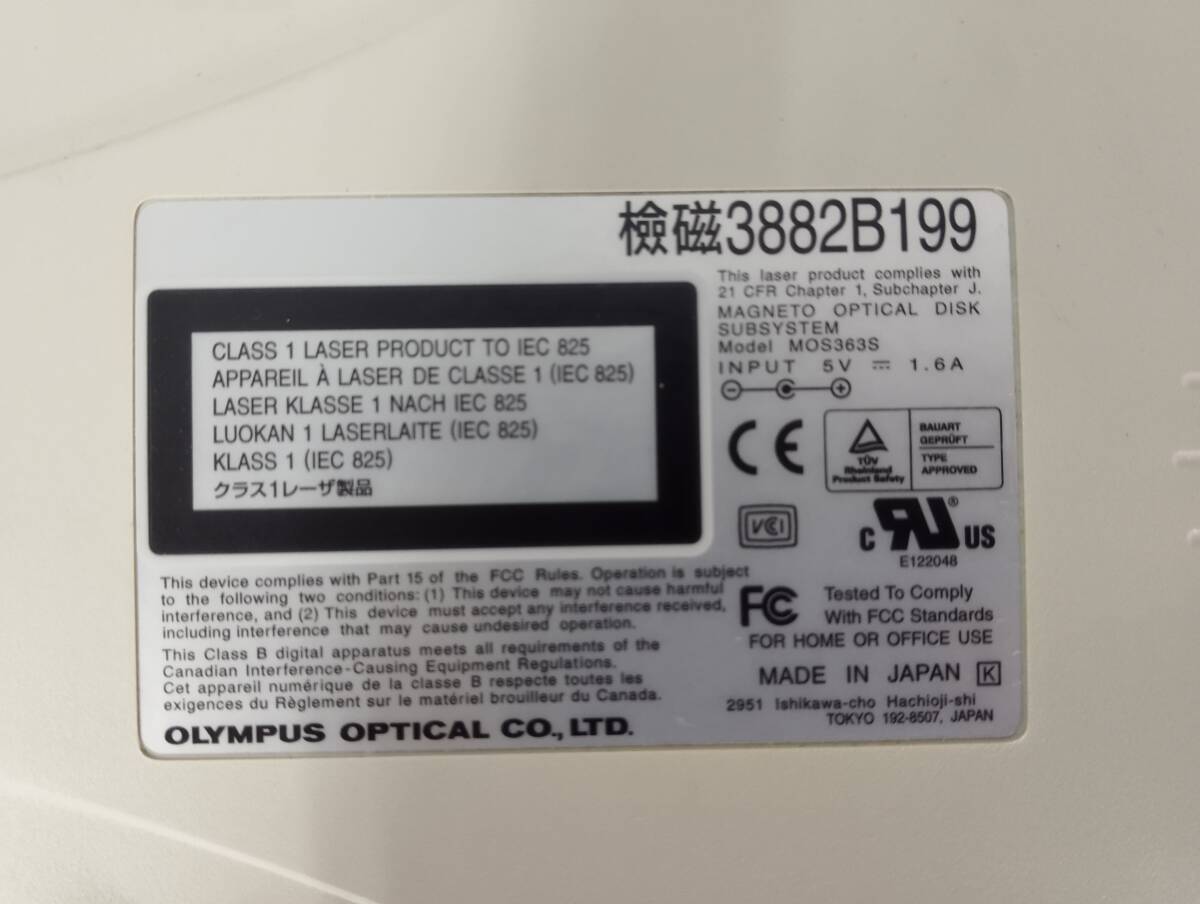 檢磁3882B199
This laser product complies with
21 CFR Chapter 1, Subchapter J.
MAGNETO OPTICAL DISK
SUBSYSTEM
Model MOS363S
INPUT 5V ⎓ 1.6A
CLASS 1 LASER PRODUCT TO IEC 825
APPAREIL À LASER DE CLASSE 1 (IEC 825)
LASER KLASSE 1 NACH IEC 825
LUOKAN 1 LASERLAITE (IEC 825)
KLASS 1 (IEC 825)
クラス1レーザ製品
CE
TÜV
Rheinland
Product Safety
BAUART
GEPRÜFT
TYPE
APPROVED
VCI
c RU® US
E122048
This device complies with Part 15 of the FCC Rules. Operation is subject
to the following two conditions: (1) This device may not cause harmful
interference, and (2) This device must accept any interference received,
including interference that may cause undesired operation.
This Class B digital apparatus meets all requirements of the
Canadian Interference-Causing Equipment Regulations.
Cet appareil numérique de la classe B respecte toutes les
exigences du Règlement sur le matériel brouilleur du Canada.
OLYMPUS OPTICAL CO., LTD.
FC Tested To Comply
With FCC Standards
FOR HOME OR OFFICE USE
MADE IN JAPAN K
2951 Ishikawa-cho Hachioji-shi
TOKYO 192-8507, JAPAN